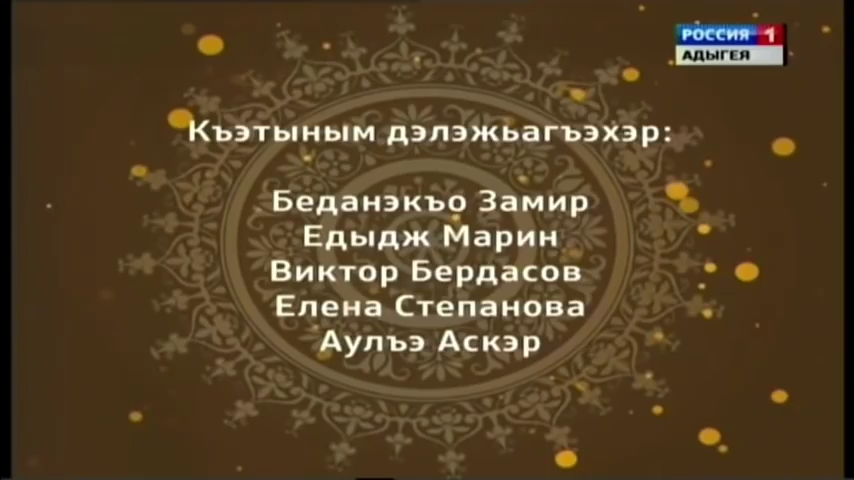 РОССИЯ 1
АДЫГЕЯ
Къэтыным дэлэжьагъэхэр:
Беданэкъо Замир
Едыдж Марин
Виктор Бердасов
Елена Степанова
Аулъэ Аскэр